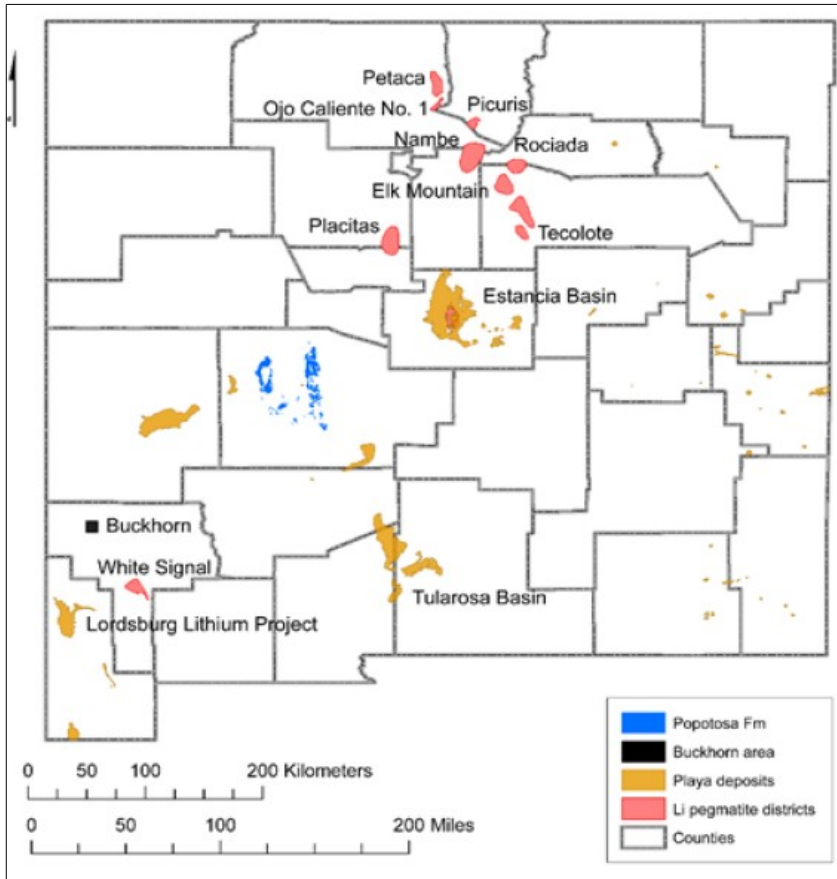 Petaca
Ojo Caliente No. 1
Picuris
Nambe
Rociada
Elk Mountain
Placitas
Tecolote
Estancia Basin
Buckhorn
White Signal
Tularosa Basin
Lordsburg Lithium Project
Popotosa Fm
Buckhorn area
Playa deposits
Li pegmatite districts
Counties
0 50 100 200 Kilometers
0 50 100 200 Miles